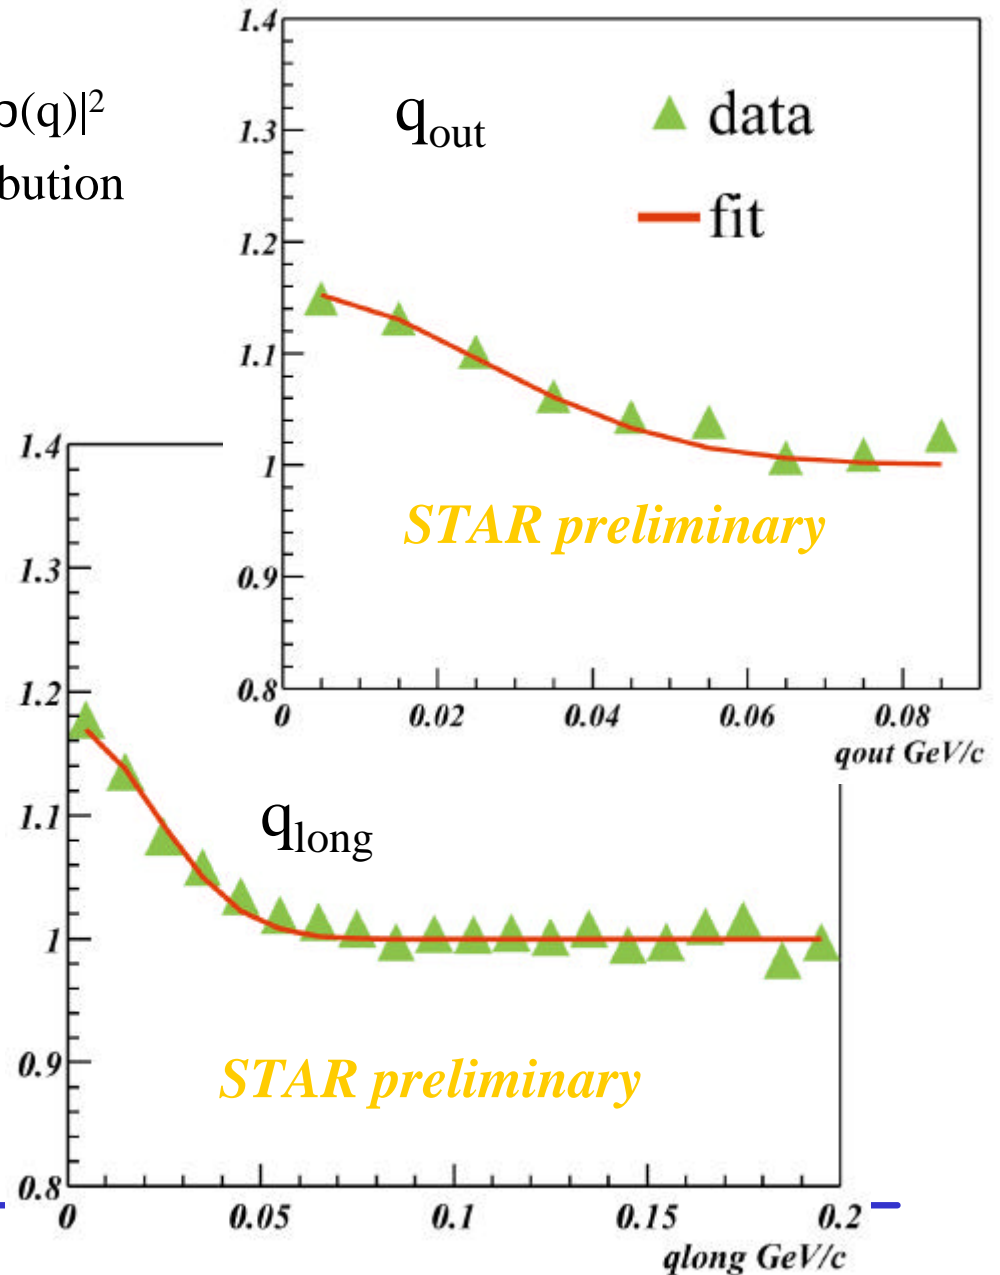 1.4
ρ(q)|²
bution
q_out
data
1.3
fit
1.2
1.1
1
STAR preliminary
0.9
0.8
0 0.02 0.04 0.06 0.08
qout GeV/c
1.4
1.3
1.2
1.1
q_long
1
STAR preliminary
0.9
0.8
0 0.05 0.1 0.15 0.2
qlong GeV/c